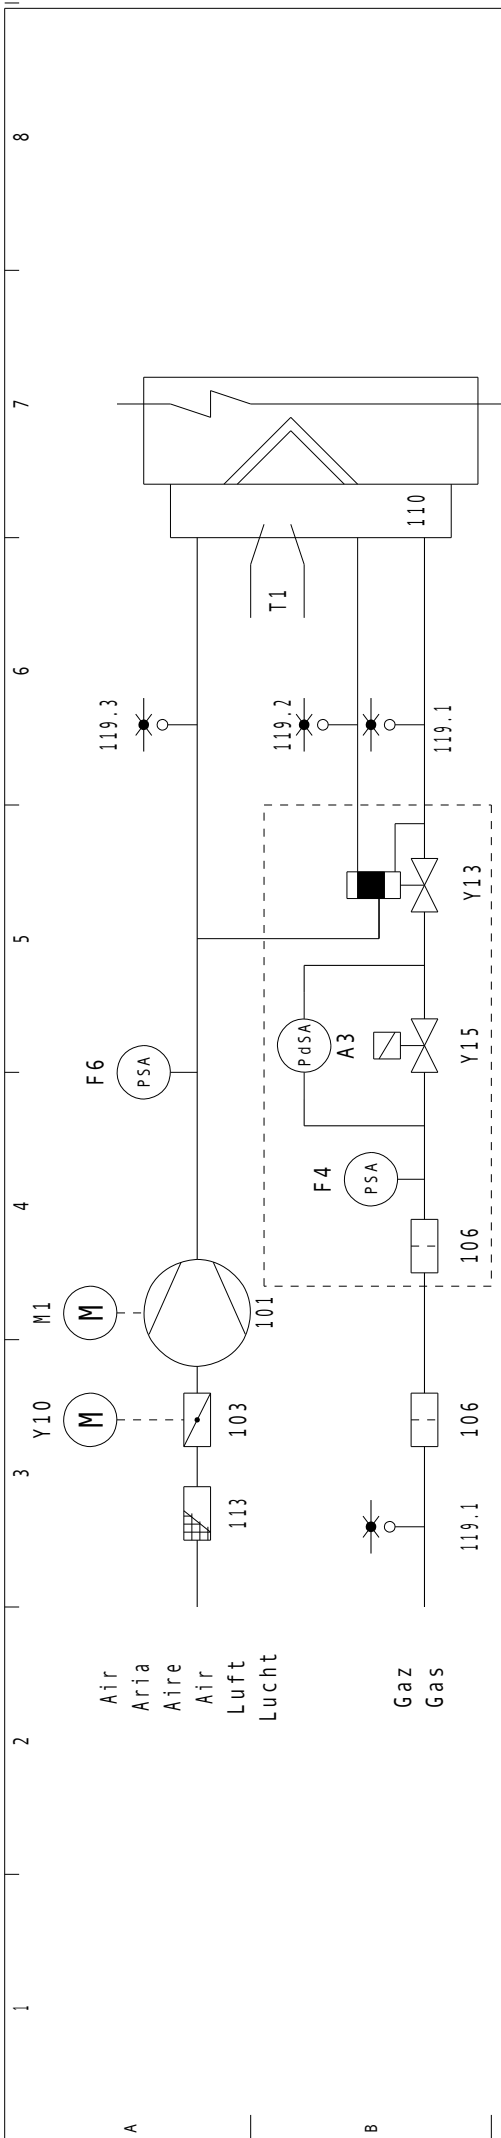 1
2
3
4
5
6
7
8
A
B
Air
Aria
Aire
Air
Luft
Lucht
Gaz
Gas
Y10
M
M1
M
F6
PSA
119.3
113
103
101
T1
110
119.1
106
106
F4
PSA
PdSA
A3
Y15
Y13
119.2
119.1